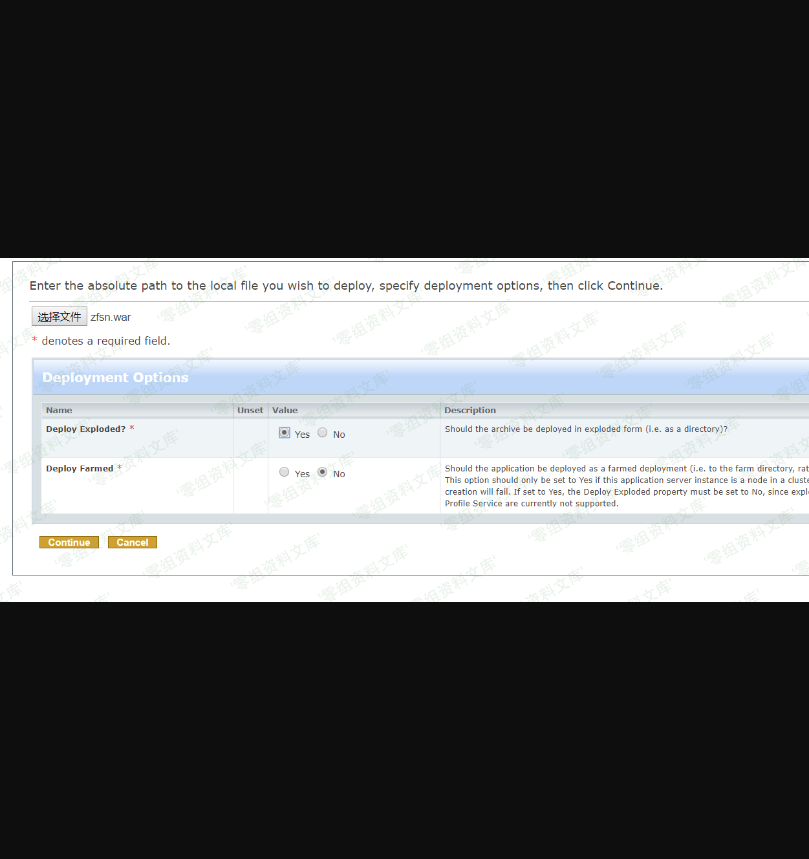 Enter the absolute path to the local file you wish to deploy, specify deployment options, then click Continue.
选择文件 zfsn.war
* denotes a required field.
Deployment Options
Name Unset Value Description
Deploy Exploded? * Yes No Should the archive be deployed in exploded form (i.e. as a directory)?
Deploy Farmed * Yes No Should the application be deployed as a farmed deployment (i.e. to the farm directory, rat
This option should only be set to Yes if this application server instance is a node in a cluste
creation will fail. If set to Yes, the Deploy Exploded property must be set to No, since explo
Profile Service are currently not supported.
Continue Cancel
'零组资料文库'